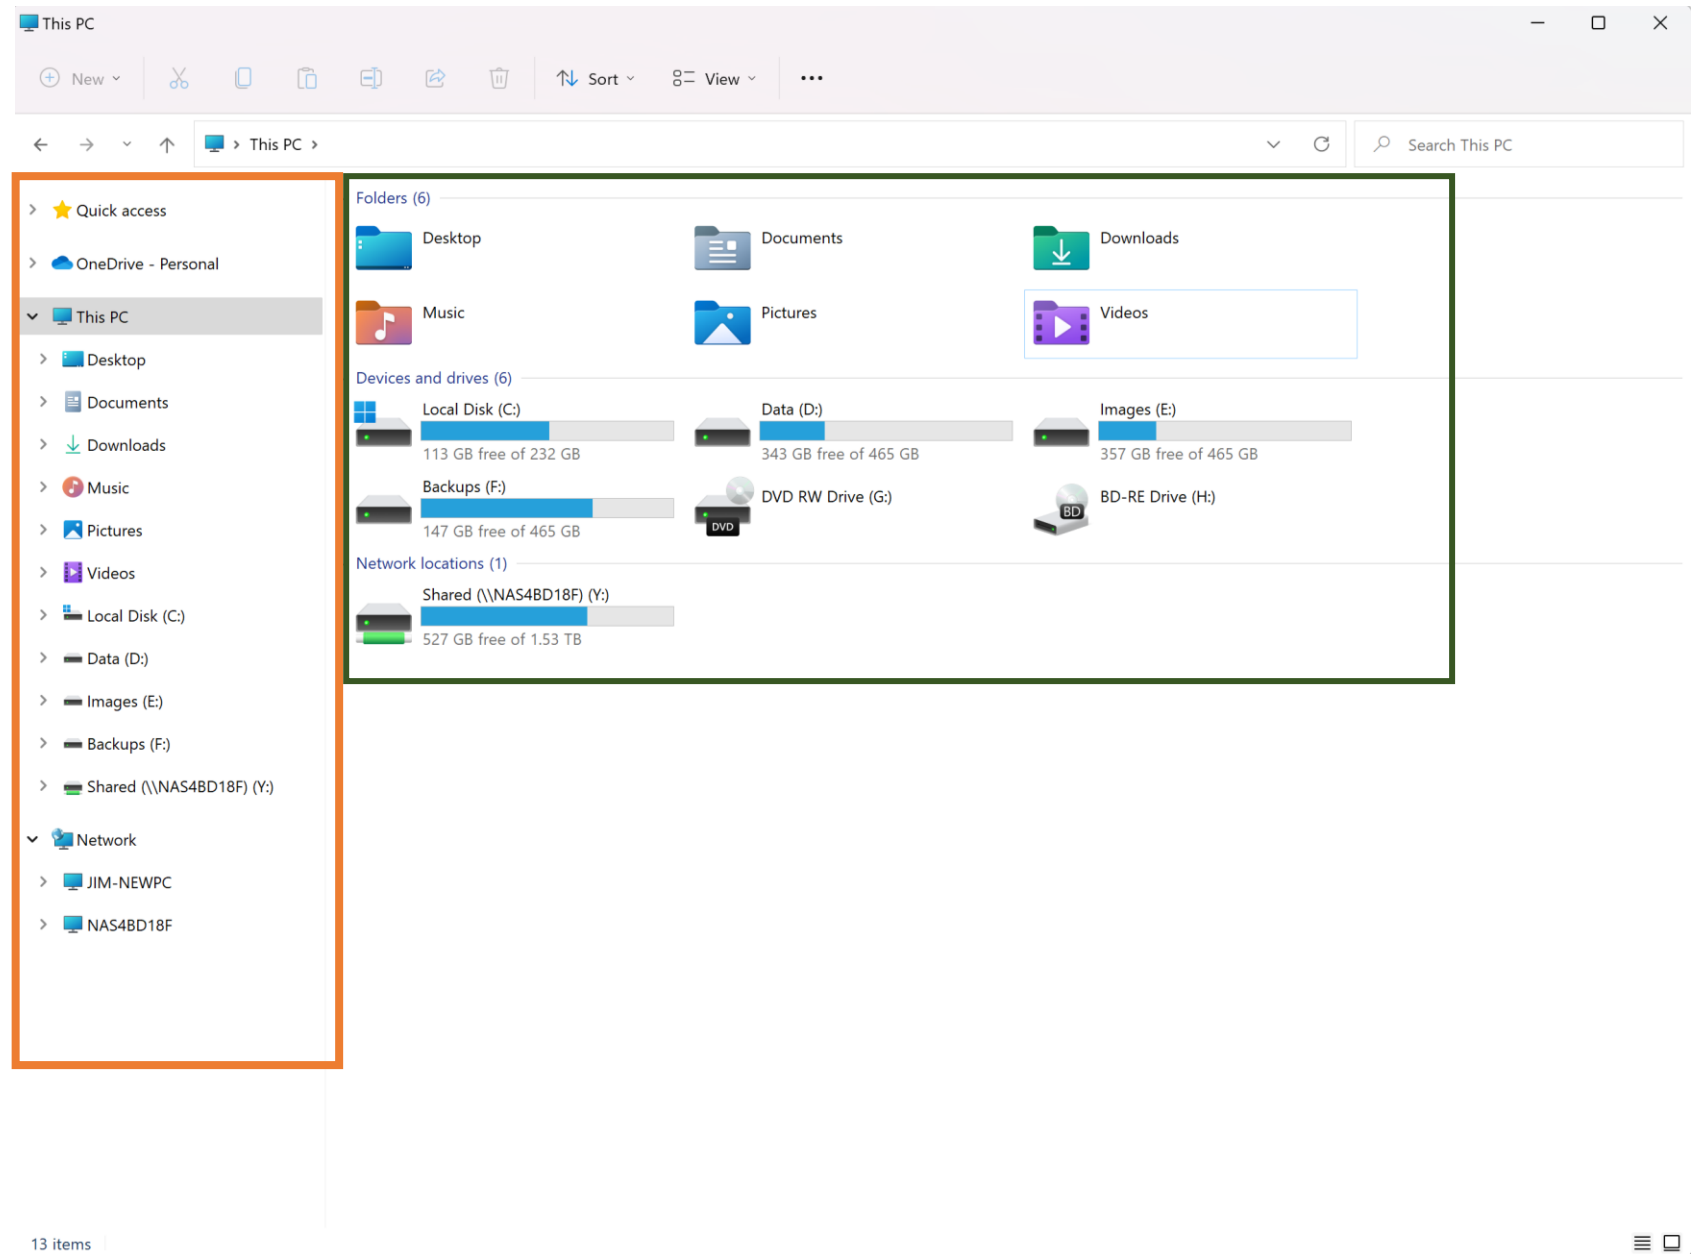 This PC
New
Sort
View
This PC
Search This PC
Quick access
OneDrive - Personal
This PC
Desktop
Documents
Downloads
Music
Pictures
Videos
Local Disk (C:)
Data (D:)
Images (E:)
Backups (F:)
Shared (\\NAS4BD18F) (Y:)
Network
JIM-NEWPC
NAS4BD18F
Folders (6)
Desktop
Documents
Downloads
Music
Pictures
Videos
Devices and drives (6)
Local Disk (C:)
113 GB free of 232 GB
Data (D:)
343 GB free of 465 GB
Images (E:)
357 GB free of 465 GB
Backups (F:)
147 GB free of 465 GB
DVD RW Drive (G:)
DVD
BD-RE Drive (H:)
BD
Network locations (1)
Shared (\\NAS4BD18F) (Y:)
527 GB free of 1.53 TB
13 items